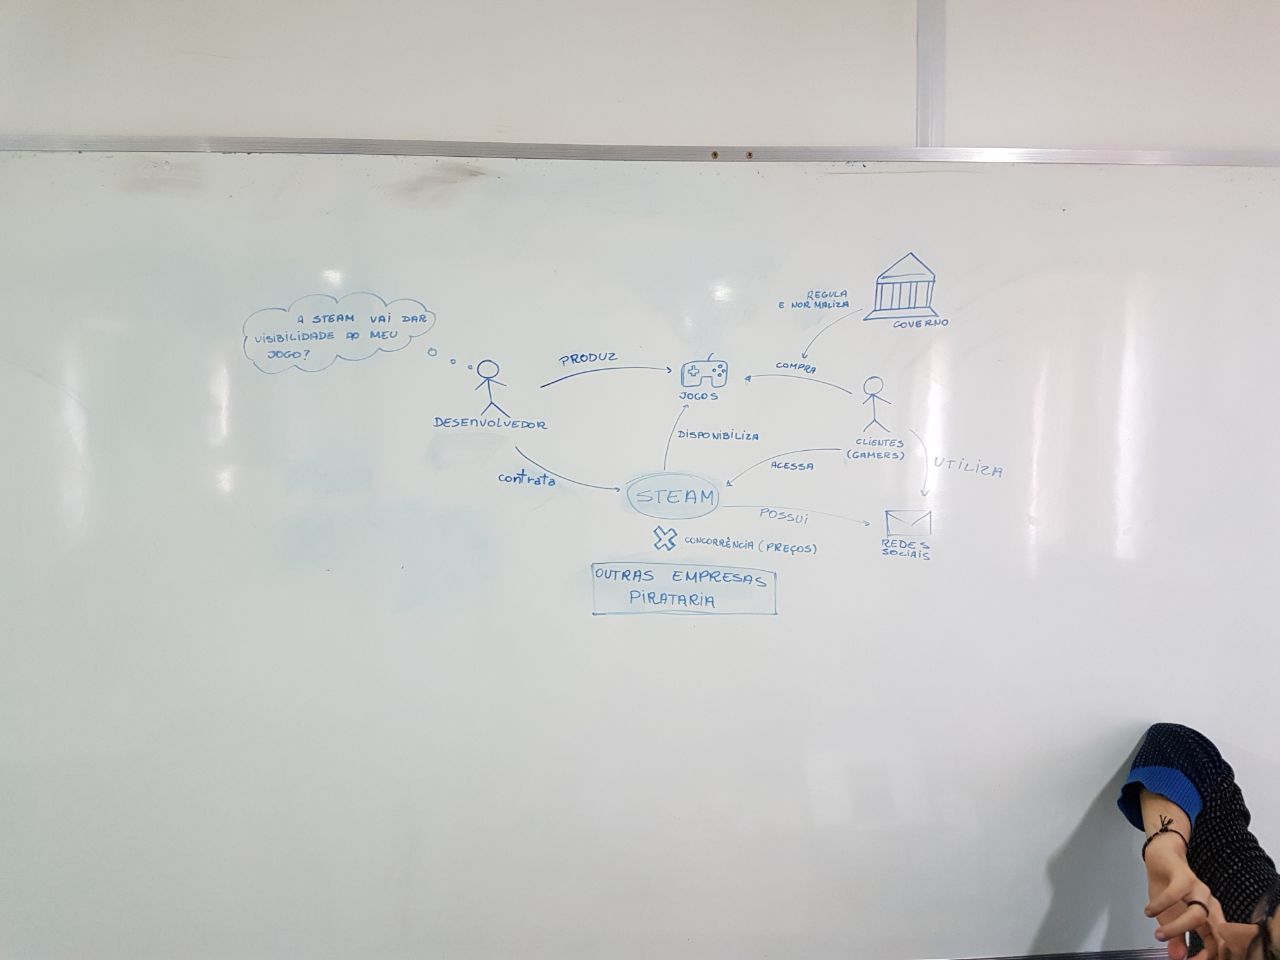 A STEAM VAI DAR
VISIBILIDADE AO MEU
JOGO?
DESENVOLVEDOR
PRODUZ
JOGOS
REGULA
E NORMALIZA
GOVERNO
COMPRA
CLIENTES
(GAMERS)
DISPONIBILIZA
contrata
STEAM
ACESSA
UTILIZA
POSSUI
REDES
SOCIAIS
CONCORRÊNCIA (PREÇOS)
OUTRAS EMPRESAS
PIRATARIA